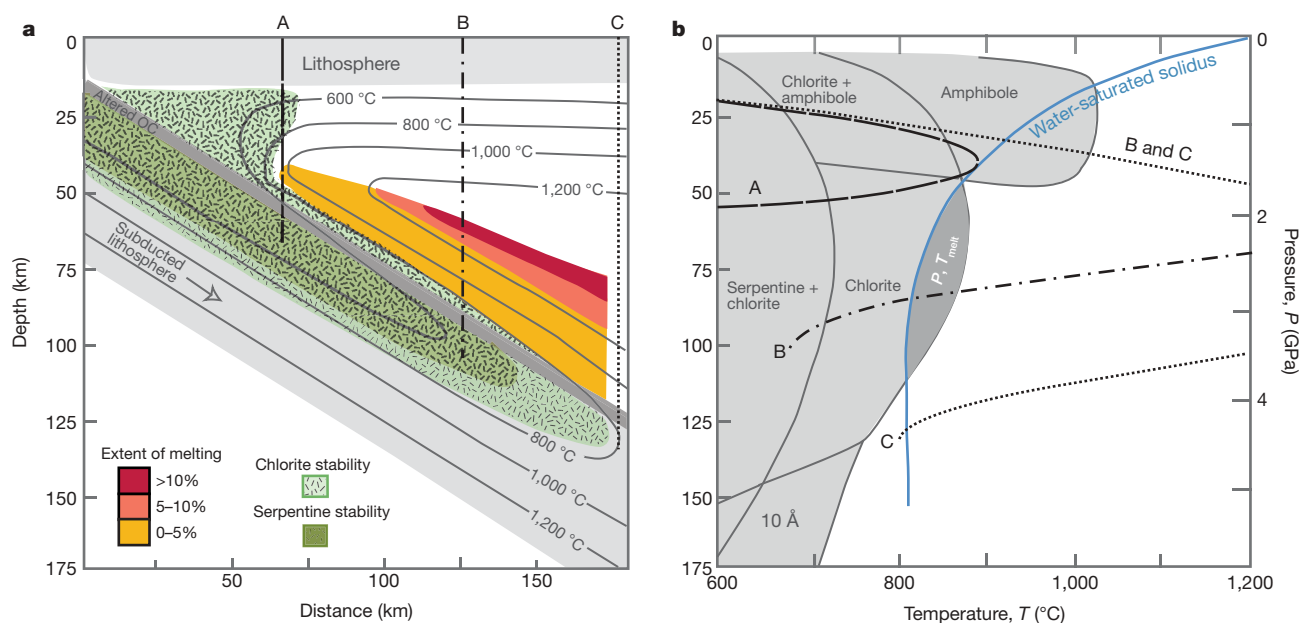 a
A
B
C
0
25
50
75
100
125
150
175
Depth (km)
50
100
150
Distance (km)
Lithosphere
Altered OC
600 °C
800 °C
1,000 °C
1,200 °C
Subducted
lithosphere
800 °C
1,000 °C
1,200 °C
Extent of melting
>10%
5–10%
0–5%
Chlorite stability
Serpentine stability
b
0
25
50
75
100
125
150
175
600
800
1,000
1,200
Temperature, T (°C)
0
2
4
Pressure, P (GPa)
Chlorite +
amphibole
Amphibole
Water-saturated solidus
B and C
A
P, Tmelt
Serpentine +
chlorite
Chlorite
B
C
10 Å